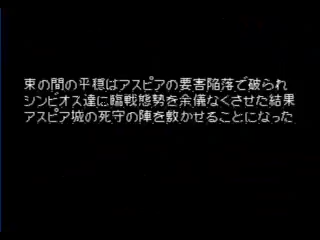 束の間の平穏はアスピアの要害陥落で破られ
シンビオス達に臨戦態勢を余儀なくさせた結果
アスピア城の死守の陣を敷かせることになった